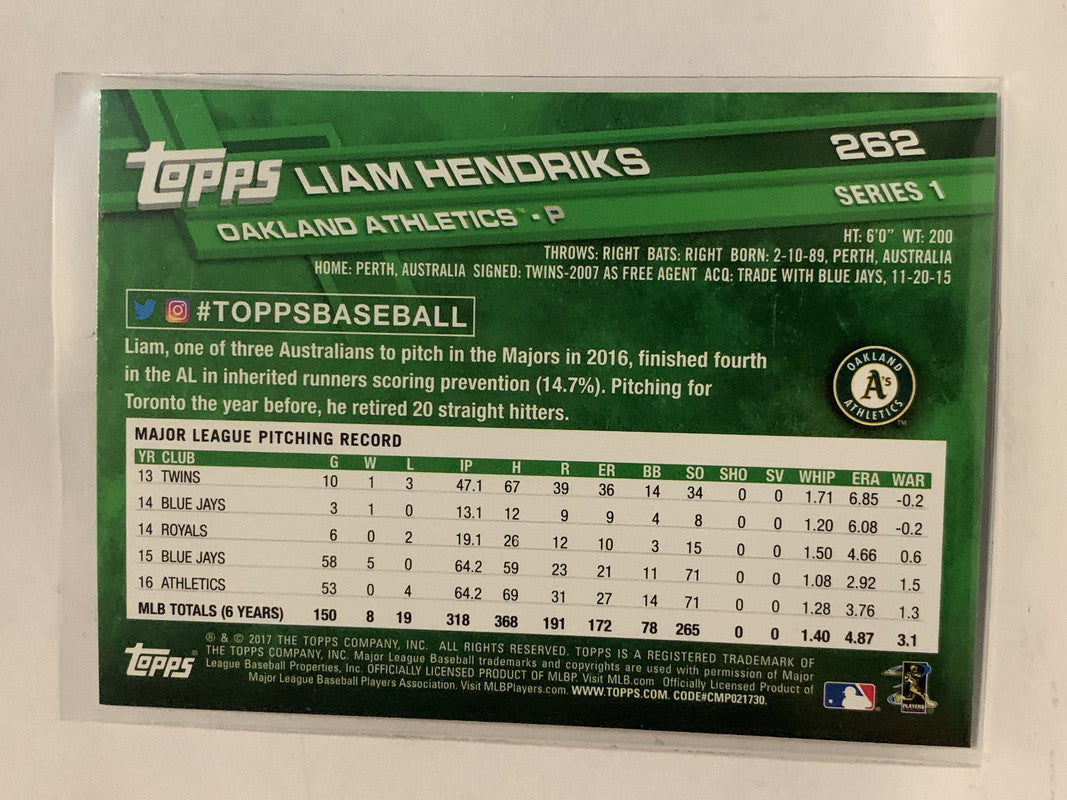 topps LIAM HENDRIKS 262
OAKLAND ATHLETICS™ - P SERIES 1
HT: 6'0" WT: 200
THROWS: RIGHT BATS: RIGHT BORN: 2-10-89, PERTH, AUSTRALIA
HOME: PERTH, AUSTRALIA SIGNED: TWINS-2007 AS FREE AGENT ACQ: TRADE WITH BLUE JAYS, 11-20-15
#TOPPSBASEBALL
Liam, one of three Australians to pitch in the Majors in 2016, finished fourth
in the AL in inherited runners scoring prevention (14.7%). Pitching for
Toronto the year before, he retired 20 straight hitters.
OAKLAND A's ATHLETICS ™
MAJOR LEAGUE PITCHING RECORD
YR CLUB G W L IP H R ER BB SO SHO SV WHIP ERA WAR
13 TWINS 10 1 3 47.1 67 39 36 14 34 0 0 1.71 6.85 -0.2
14 BLUE JAYS 3 1 0 13.1 12 9 9 4 8 0 0 1.20 6.08 -0.2
14 ROYALS 6 0 2 19.1 26 12 10 3 15 0 0 1.50 4.66 0.6
15 BLUE JAYS 58 5 0 64.2 59 23 21 11 71 0 0 1.08 2.92 1.5
16 ATHLETICS 53 0 4 64.2 69 31 27 14 71 0 0 1.28 3.76 1.3
MLB TOTALS (6 YEARS) 150 8 19 318 368 191 172 78 265 0 0 1.40 4.87 3.1
topps®
® & © 2017 THE TOPPS COMPANY, INC. ALL RIGHTS RESERVED. TOPPS IS A REGISTERED TRADEMARK OF
THE TOPPS COMPANY, INC. Major League Baseball trademarks and copyrights are used with permission of Major
League Baseball Properties, Inc. OFFICIALLY LICENSED PRODUCT OF MLBP. Visit MLB.com Officially Licensed Product of
Major League Baseball Players Association. Visit MLBPlayers.com. WWW.TOPPS.COM. CODE#CMP021730.
PLAYERS